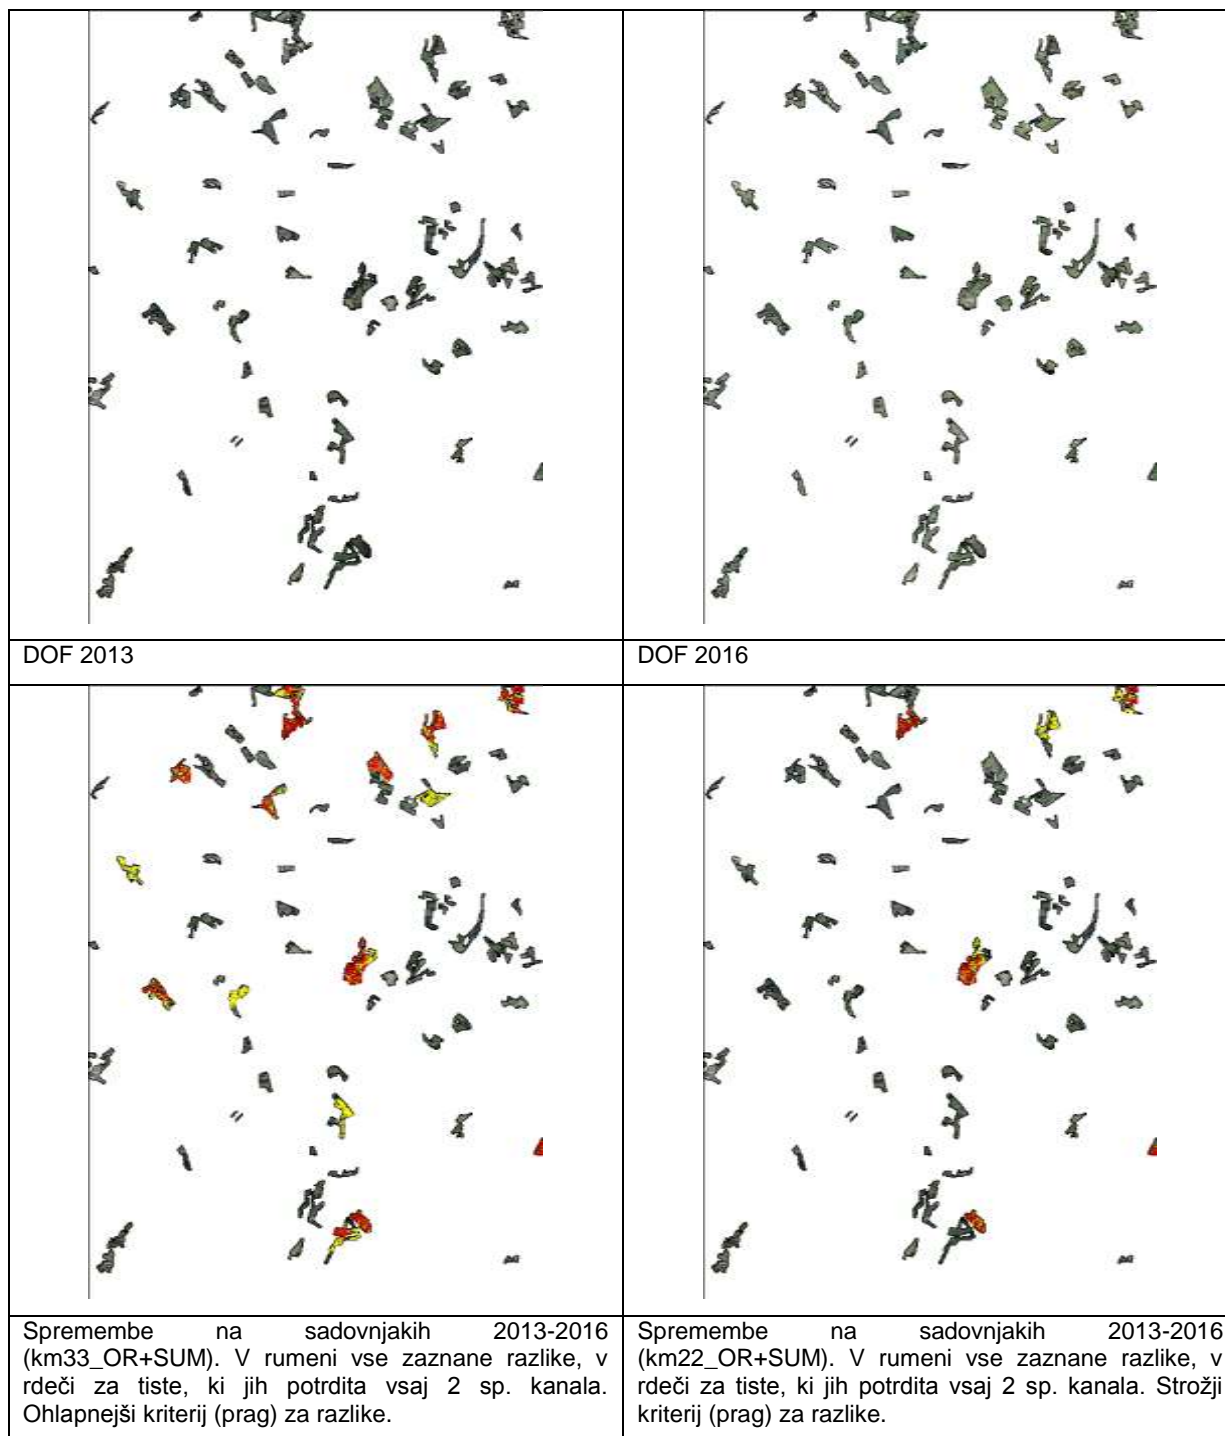 DOF 2013
DOF 2016
Spremembe na sadovnjakih 2013-2016
(km33_OR+SUM). V rumeni vse zaznane razlike, v
rdeči za tiste, ki jih potrdita vsaj 2 sp. kanala.
Ohlapnejši kriterij (prag) za razlike.
Spremembe na sadovnjakih 2013-2016
(km22_OR+SUM). V rumeni vse zaznane razlike, v
rdeči za tiste, ki jih potrdita vsaj 2 sp. kanala. Strožji
kriterij (prag) za razlike.